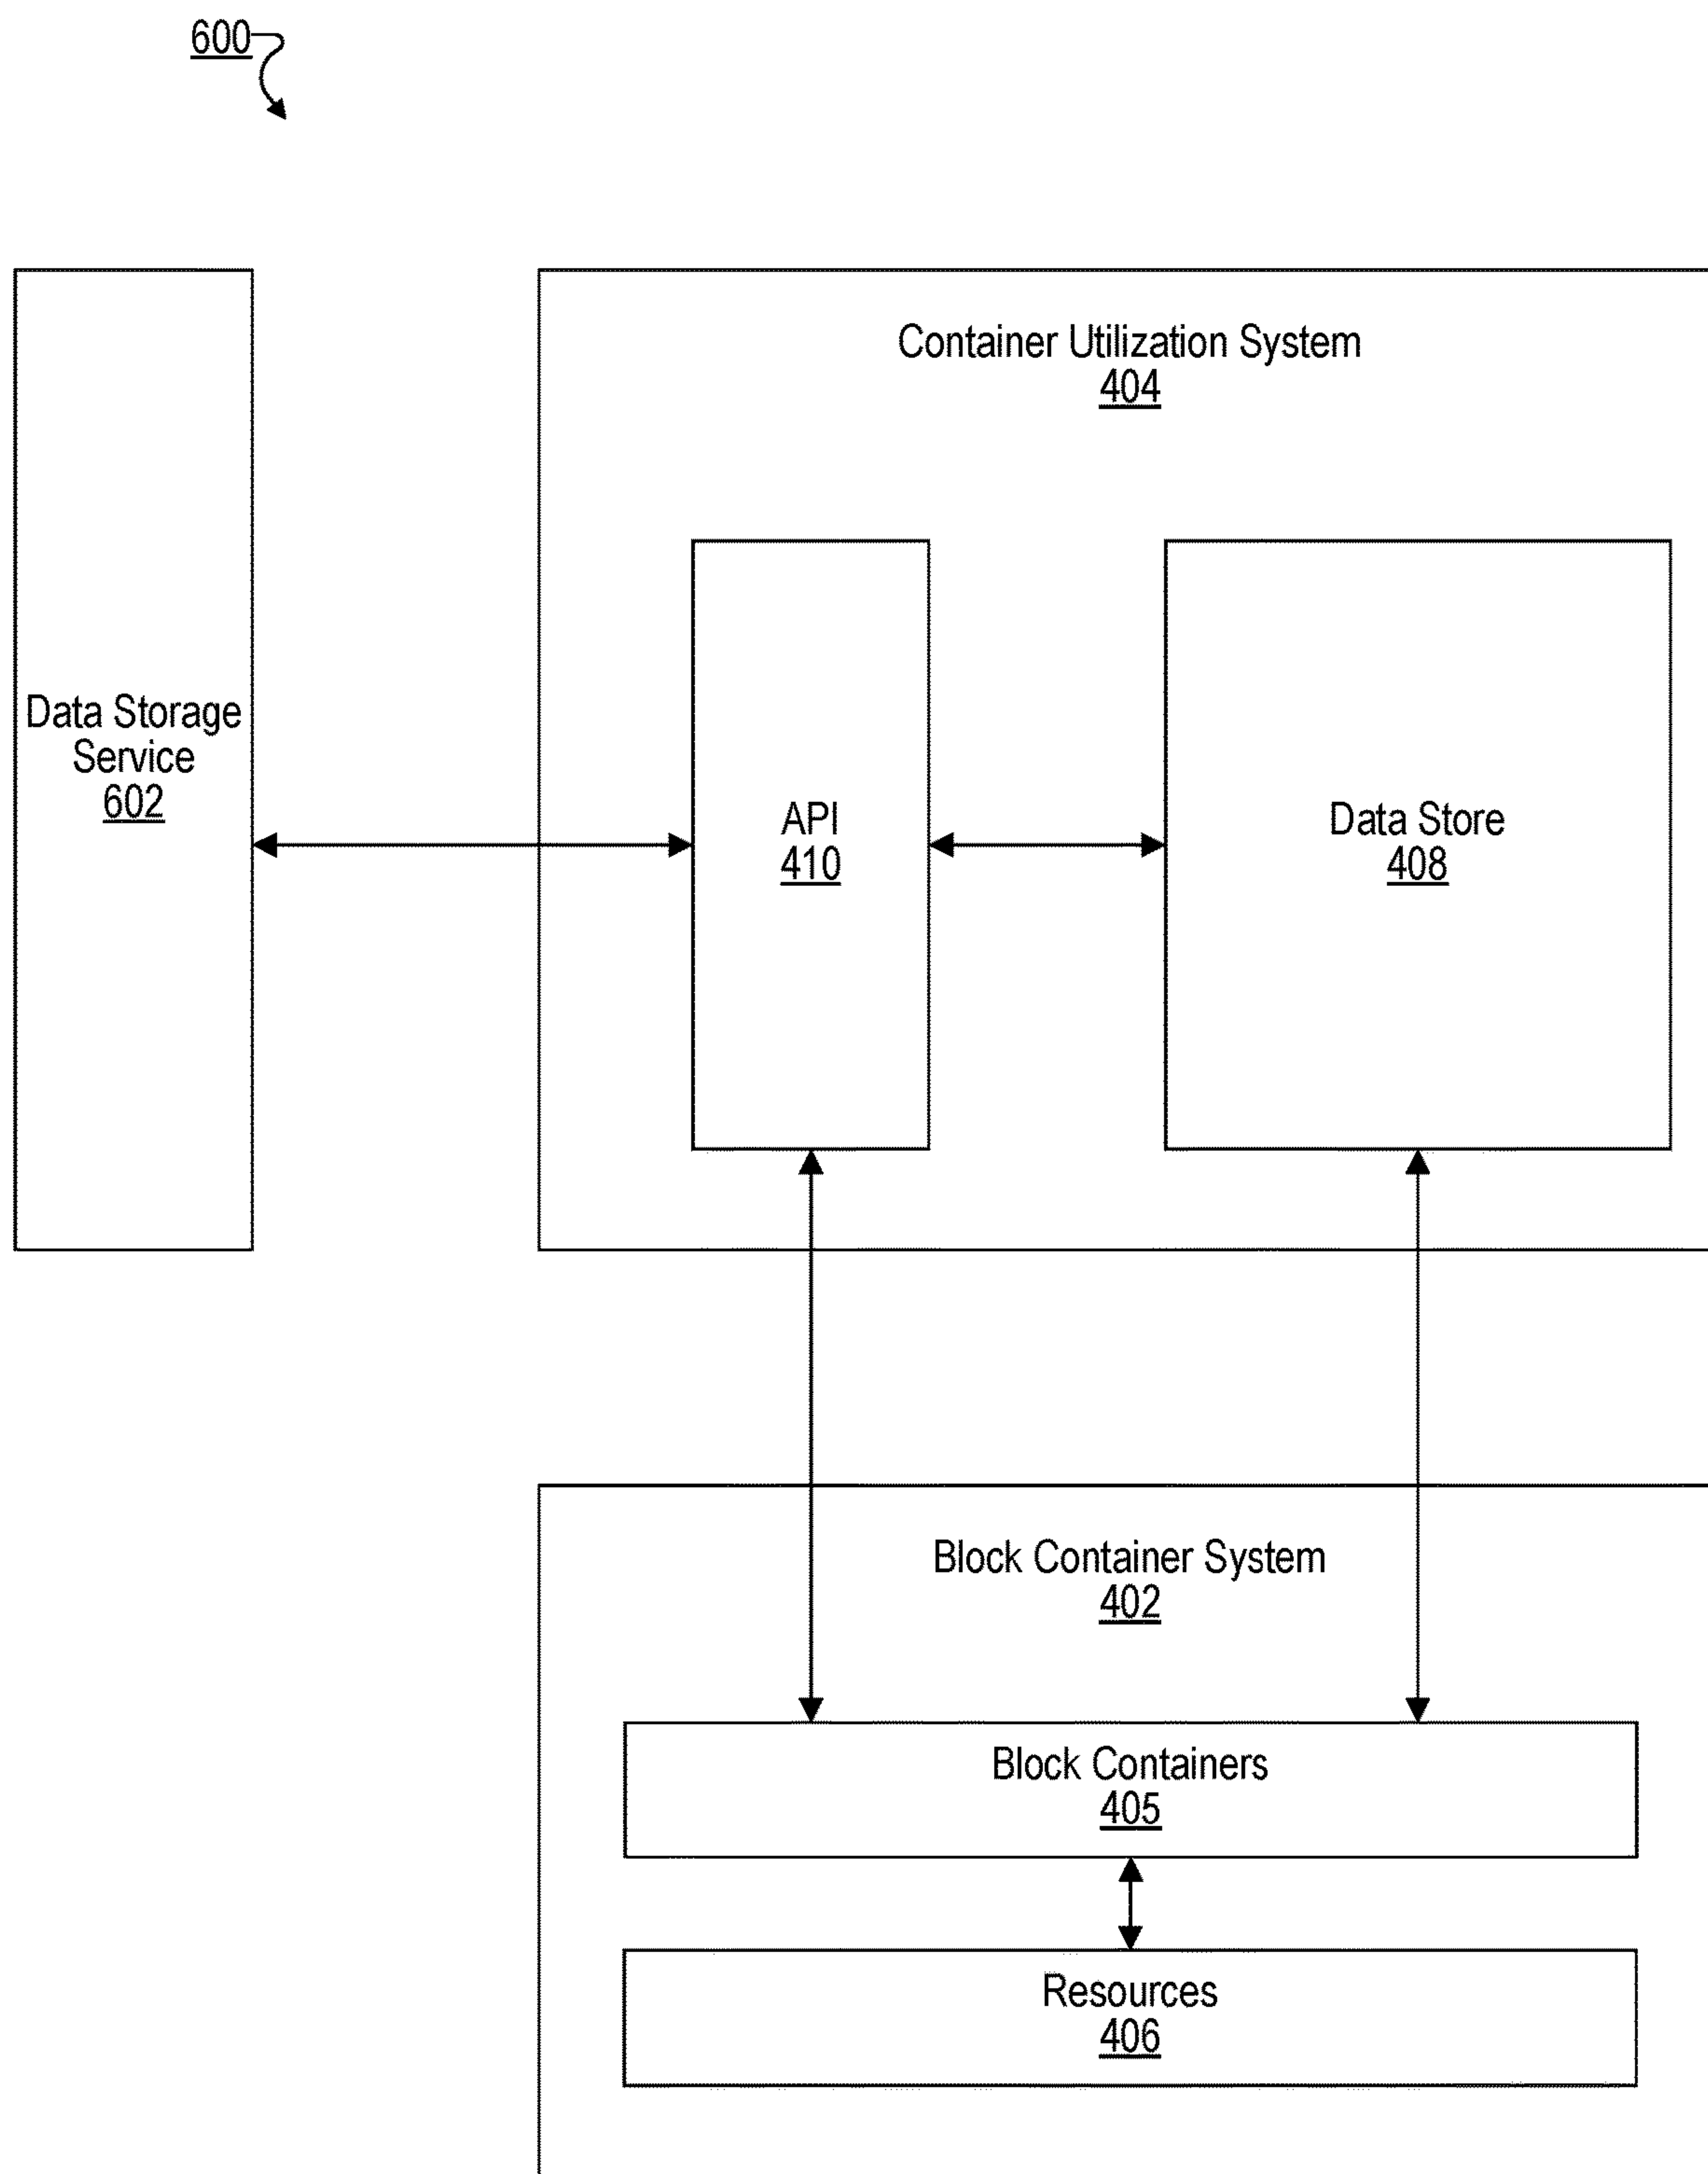 600
Container Utilization System
404
Data Storage
Service
602
API
410
Data Store
408
Block Container System
402
Block Containers
405
Resources
406